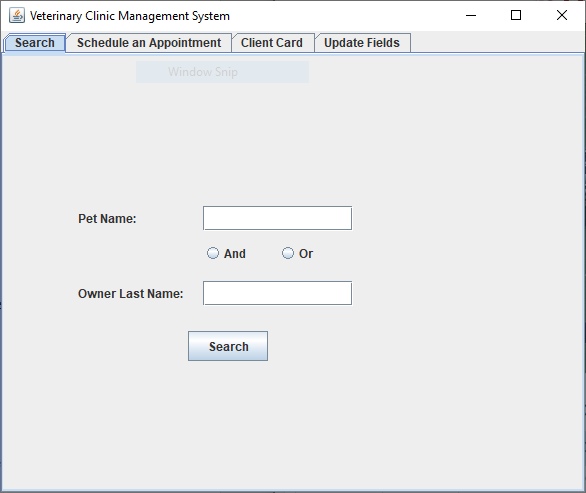 Veterinary Clinic Management System
Search Schedule an Appointment Client Card Update Fields
Window Snip
Pet Name:
And Or
Owner Last Name:
Search